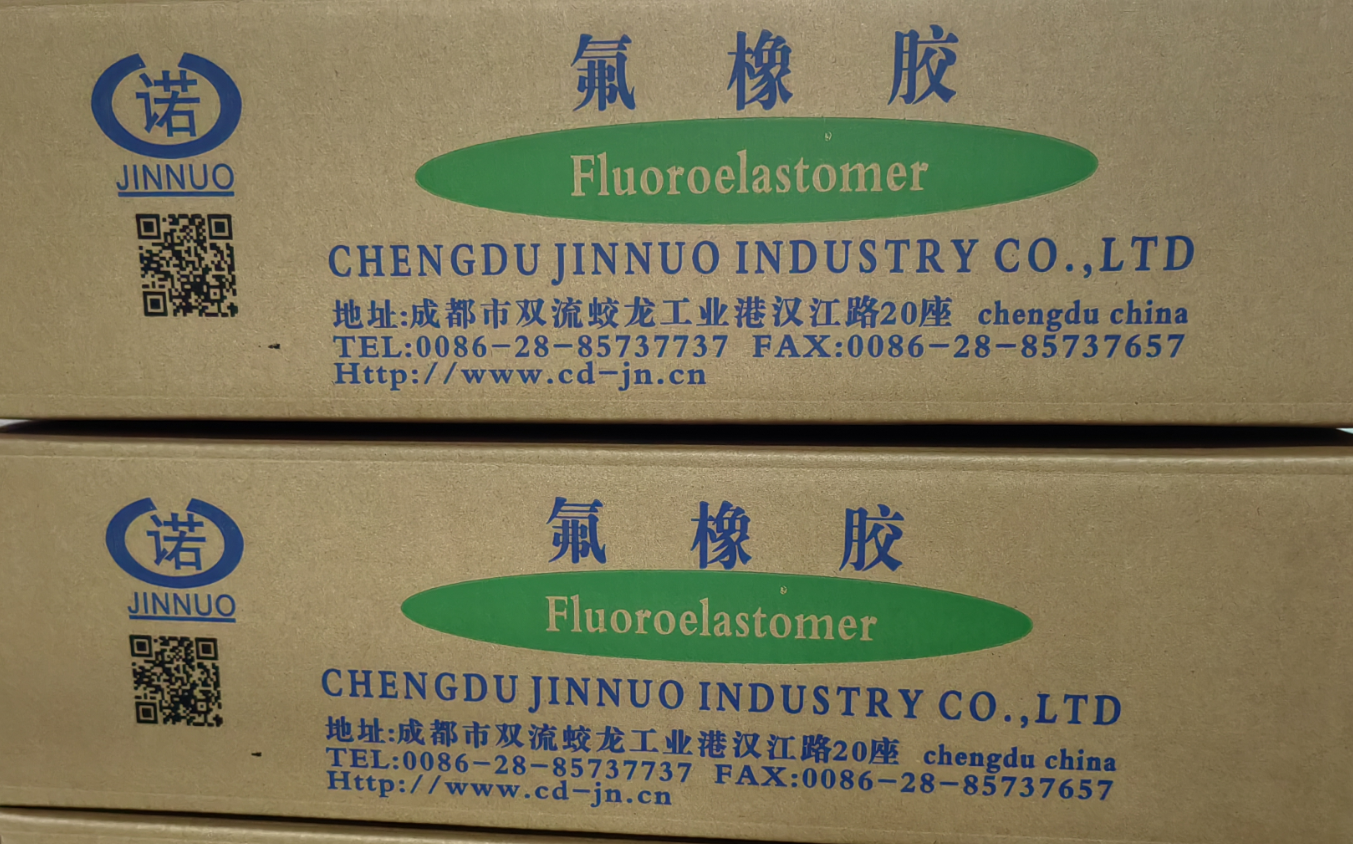 诺
JINNUO
氟橡胶
Fluoroelastomer
CHENGDU JINNUO INDUSTRY CO.,LTD
地址:成都市双流蛟龙工业港汉江路20座 chengdu china
TEL:0086-28-85737737 FAX:0086-28-85737657
Http://www.cd-jn.cn
诺
JINNUO
氟橡胶
Fluoroelastomer
CHENGDU JINNUO INDUSTRY CO.,LTD
地址:成都市双流蛟龙工业港汉江路20座 chengdu china
TEL:0086-28-85737737 FAX:0086-28-85737657
Http://www.cd-jn.cn